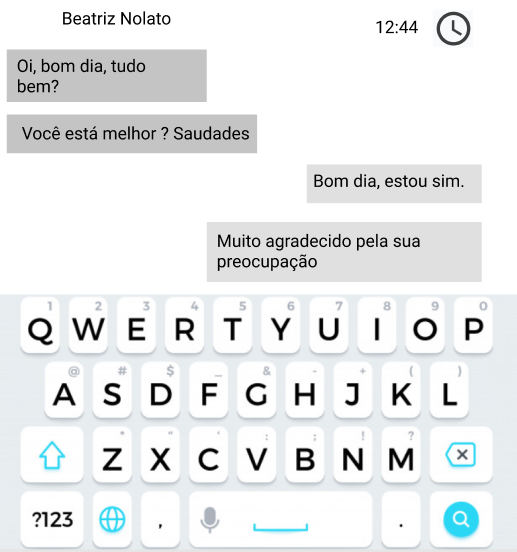 Beatriz Nolato
12:44
Oi, bom dia, tudo
bem?
Você está melhor ? Saudades
Bom dia, estou sim.
Muito agradecido pela sua
preocupação
1 2 3 4 5 6 7 8 9 0
Q W E R T Y U I O P
@ # $ _ & - + ( )
A S D F G H J K L
* " ' : ; ! ?
Z X C V B N M
?123 , .